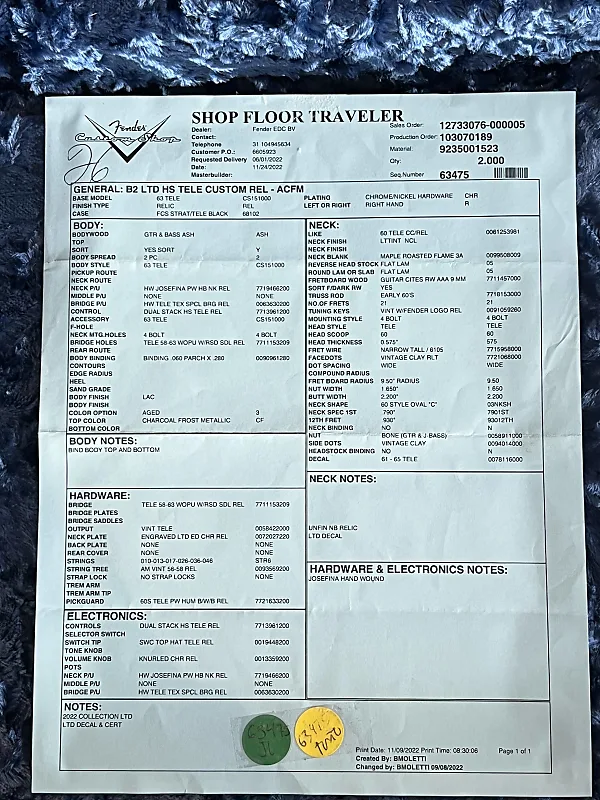 Fender
Custom Shop
26
SHOP FLOOR TRAVELER
Dealer: Fender EDC BV
Contact:
Telephone 31 104945634
Customer P.O.: 6605923
Requested Delivery 06/01/2022
Date: 11/24/2022
Masterbuilder:
Sales Order: 12733076-000005
Production Order: 103070189
Material: 9235001523
Qty: 2.000
Seq.Number 63475
GENERAL: B2 LTD HS TELE CUSTOM REL - ACFM
BASE MODEL 63 TELE CS151000 PLATING CHROME/NICKEL HARDWARE CHR
FINISH TYPE RELIC REL LEFT OR RIGHT RIGHT HAND R
CASE FCS STRAT/TELE BLACK 68102
BODY:
BODYWOOD GTR & BASS ASH ASH
TOP
SORT YES SORT Y
BODY SPREAD 2 PC 2
BODY STYLE 63 TELE CS151000
PICKUP ROUTE
NECK ROUTE
NECK P/U HW JOSEFINA PW HB NK REL 7719466200
MIDDLE P/U NONE NONE
BRIDGE P/U HW TELE TEX SPCL BRG REL 0063630200
CONTROL DUAL STACK HS TELE REL 7713961200
ACCESSORY 63 TELE CS151000
F-HOLE
NECK MTG.HOLES 4 BOLT 4 BOLT
BRIDGE HOLES TELE 58-63 WOPU W/RSD SDL REL 7711153209
REAR ROUTE
BODY BINDING BINDING .060 PARCH X .280 0090961280
CONTOURS
EDGE RADIUS
HEEL
SAND GRADE
BODY FINISH LAC
BODY FINISH
COLOR OPTION AGED 3
TOP COLOR CHARCOAL FROST METALLIC CF
BOTTOM COLOR
BODY NOTES:
BIND BODY TOP AND BOTTOM
HARDWARE:
BRIDGE TELE 58-63 WOPU W/RSD SDL REL 7711153209
BRIDGE PLATES
BRIDGE SADDLES
OUTPUT VINT TELE 0058422000
NECK PLATE ENGRAVED LTD ED CHR REL 0072027220
BACK PLATE NONE NONE
REAR COVER NONE NONE
STRINGS 010-013-017-026-036-046 STR6
STRING TREE AM VINT 56-58 REL 0093569200
STRAP LOCK NO STRAP LOCKS NONE
TREM ARM
TREM ARM TIP
PICKGUARD 60S TELE PW HUM B/W/B REL 7721633200
ELECTRONICS:
CONTROLS DUAL STACK HS TELE REL 7713961200
SELECTOR SWITCH
SWITCH TIP SWC TOP HAT TELE REL 0019448200
TONE KNOB
VOLUME KNOB KNURLED CHR REL 0013359200
POTS
NECK P/U HW JOSEFINA PW HB NK REL 7719466200
MIDDLE P/U NONE NONE
BRIDGE P/U HW TELE TEX SPCL BRG REL 0063630200
NECK:
LIKE 60 TELE CC/REL 0081253981
NECK FINISH LTTINT NCL
NECK FINISH
NECK BLANK MAPLE ROASTED FLAME 3A 0099508009
REVERSE HEAD STOCK FLAT LAM 05
ROUND LAM OR SLAB FLAT LAM 05
FRETBOARD WOOD GUITAR CITES RW AAA 9 MM 7711457000
SORT F/DARK RW YES
TRUSS ROD EARLY 60'S 7718153000
NO.OF FRETS 21 21
TUNING KEYS VINT W/FENDER LOGO REL 0091059260
MOUNTING STYLE 4 BOLT 4 BOLT
HEAD STYLE TELE TELE
HEAD SCOOP 60 60
HEAD THICKNESS 0.575" 575
FRET WIRE NARROW TALL / 6105 7715958000
FACEDOTS VINTAGE CLAY RLT 7721068000
DOT SPACING WIDE WIDE
COMPOUND RADIUS
FRET BOARD RADIUS 9.50" RADIUS 9.50
NUT WIDTH 1.650" 1.650
BUTT WIDTH 2.200" 2.200
NECK SHAPE 60 STYLE OVAL "C" 03NKSH
NECK SPEC 1ST .790" 7901ST
12TH FRET .930" 93012TH
NECK BINDING NO N
NUT BONE (GTR & J-BASS) 0058911000
SIDE DOTS VINTAGE CLAY 0094014000
HEADSTOCK BINDING NO N
DECAL 61 - 65 TELE 0078116000
NECK NOTES:
UNFIN NB RELIC
LTD DECAL
HARDWARE & ELECTRONICS NOTES:
JOSEFINA HAND WOUND
NOTES:
2022 COLLECTION LTD
LTD DECAL & CERT
63475
JL
63475
Print Date: 11/09/2022 Print Time: 08:30:06 Page 1 of 1
Created By: BMOLETTI
Changed by: BMOLETTI 09/08/2022